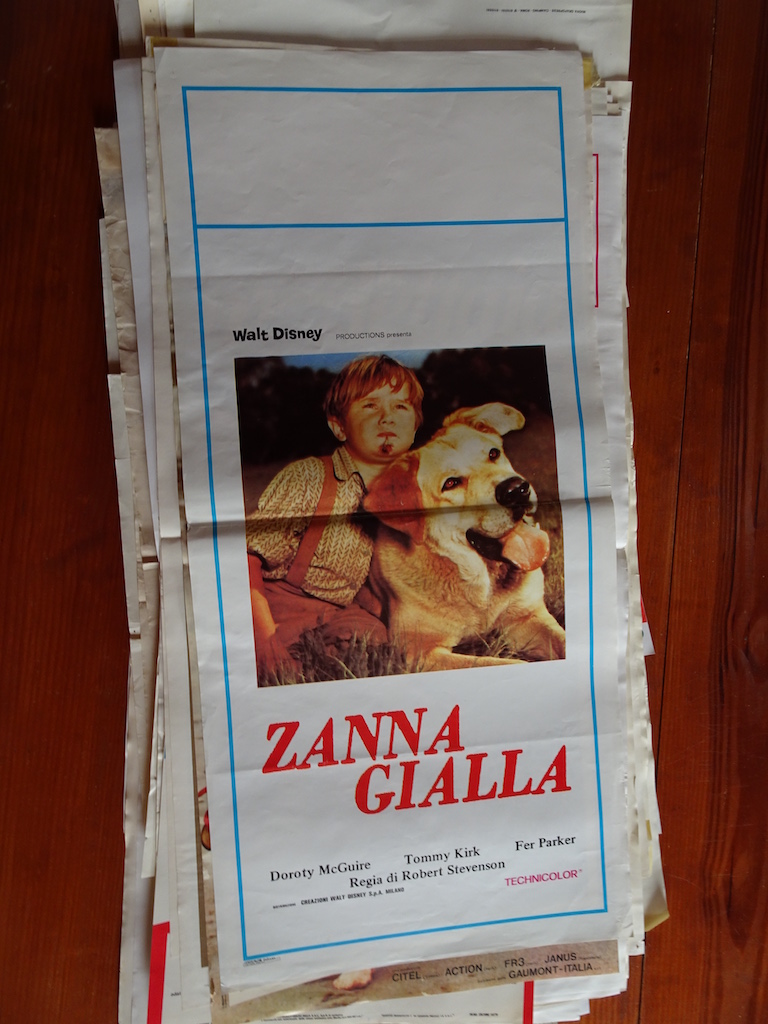 Walt Disney PRODUCTIONS presenta
ZANNA
GIALLA
Doroty McGuire Tommy Kirk Fer Parker
Regia di Robert Stevenson
TECHNICOLOR
CREAZIONI WALT DISNEY S.p.A. MILANO
CITEL ACTION FR3 JANUS
GAUMONT-ITALIA